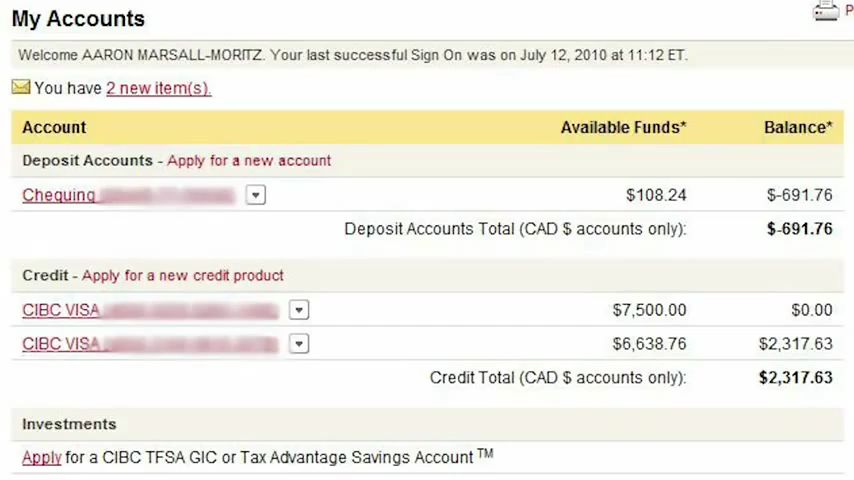 My Accounts
P
Welcome AARON MARSALL-MORITZ. Your last successful Sign On was on July 12, 2010 at 11:12 ET.
You have 2 new item(s).
Account Available Funds* Balance*
Deposit Accounts - Apply for a new account
Chequing $108.24 $-691.76
Deposit Accounts Total (CAD $ accounts only): $-691.76
Credit - Apply for a new credit product
CIBC VISA $7,500.00 $0.00
CIBC VISA $6,638.76 $2,317.63
Credit Total (CAD $ accounts only): $2,317.63
Investments
Apply for a CIBC TFSA GIC or Tax Advantage Savings Account TM